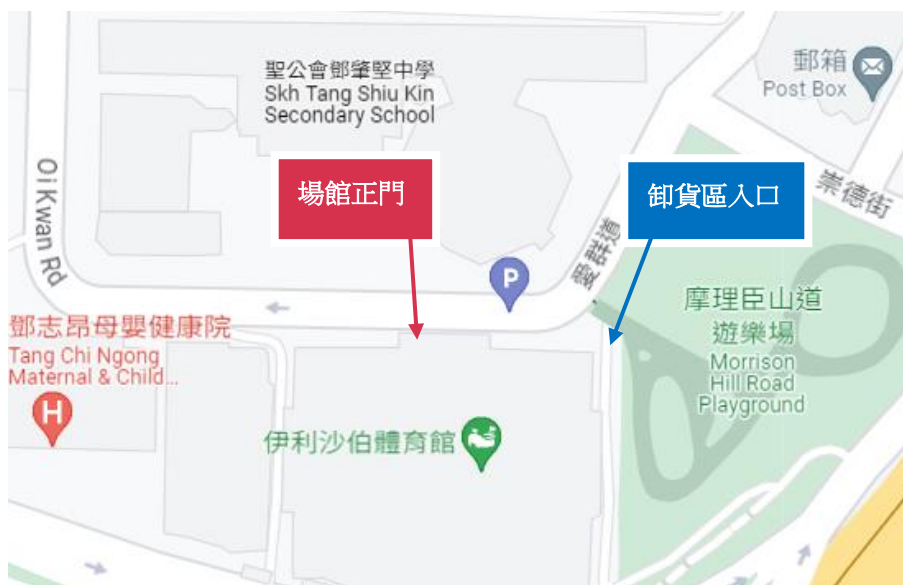 聖公會鄧肇堅中學
Skh Tang Shiu Kin
Secondary School
郵箱
Post Box
Oi Kwan Rd
場館正門
卸貨區入口
崇德街
愛群道
P
摩理臣山道
遊樂場
Morrison
Hill Road
Playground
鄧志昂母嬰健康院
Tang Chi Ngong
Maternal & Child...
H
伊利沙伯體育館